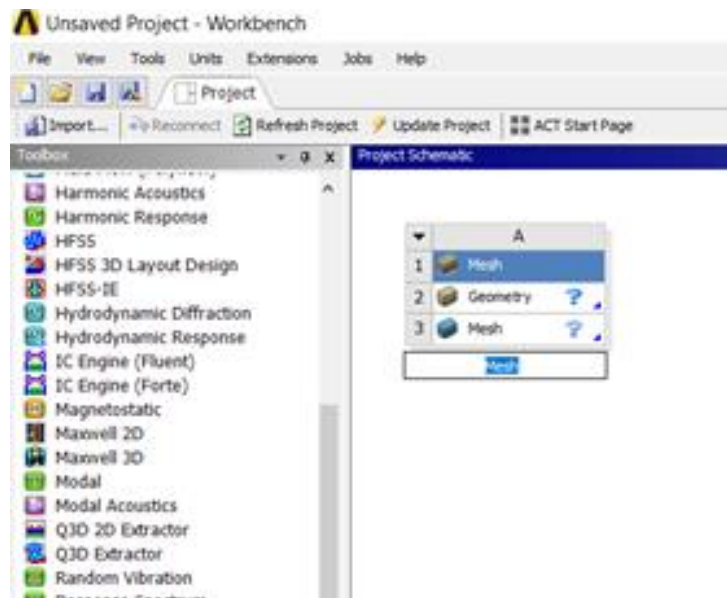 Unsaved Project - Workbench
File View Tools Units Extensions Jobs Help
Project
Import... Reconnect Refresh Project Update Project ACT Start Page
Toolbox
Project Schematic
Harmonic Acoustics
Harmonic Response
HFSS
HFSS 3D Layout Design
HFSS-IE
Hydrodynamic Diffraction
Hydrodynamic Response
IC Engine (Fluent)
IC Engine (Forte)
Magnetostatic
Maxwell 2D
Maxwell 3D
Modal
Modal Acoustics
Q3D 2D Extractor
Q3D Extractor
Random Vibration
A
1 Mesh
2 Geometry ?
3 Mesh ?
Mesh